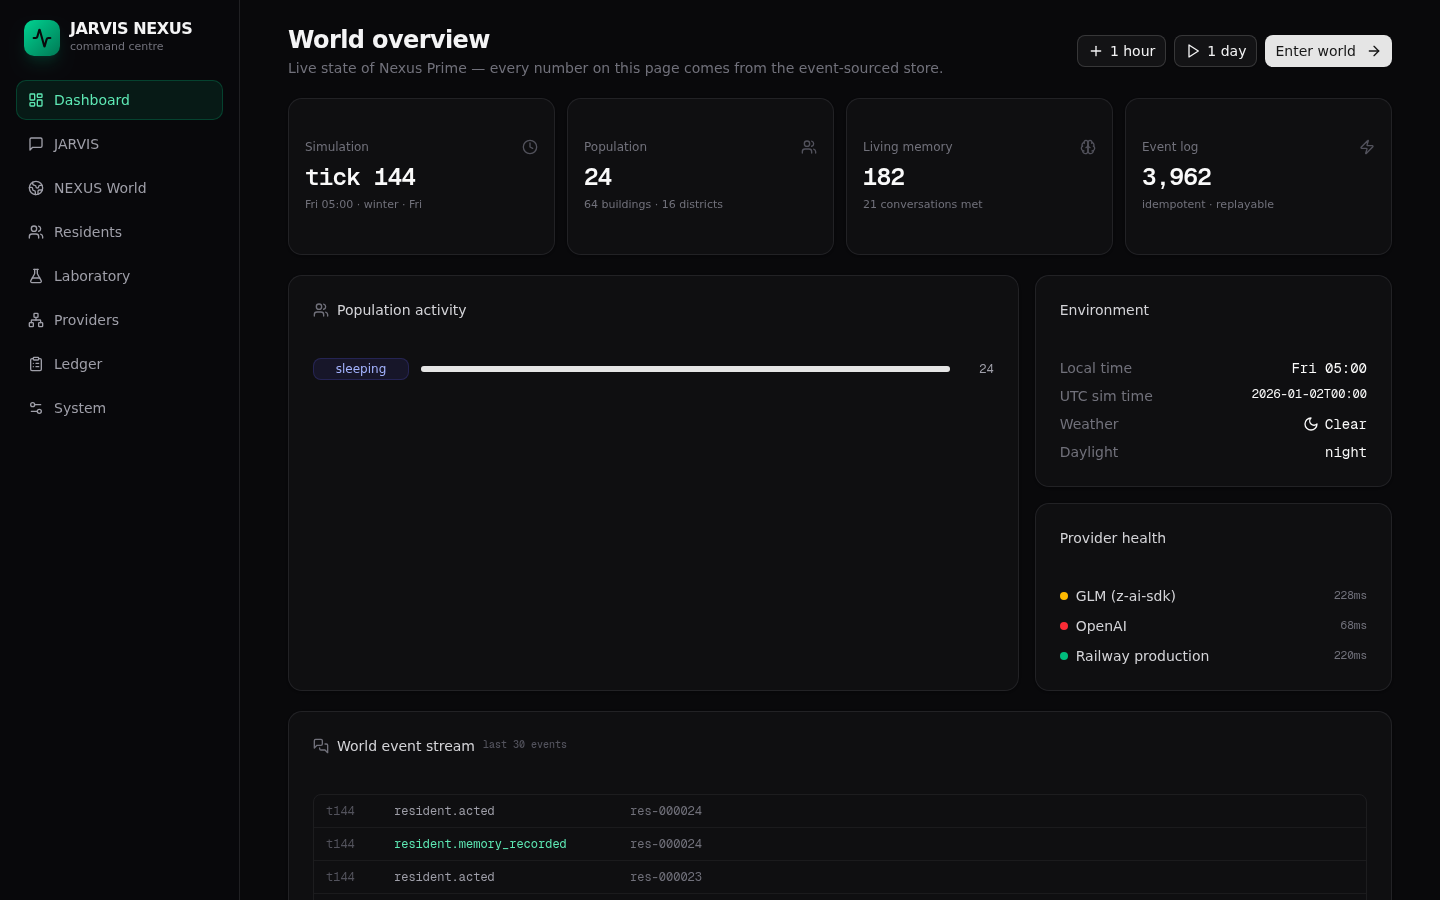 JARVIS NEXUS
command centre
Dashboard
JARVIS
NEXUS World
Residents
Laboratory
Providers
Ledger
System
World overview
Live state of Nexus Prime — every number on this page comes from the event-sourced store.
1 hour
1 day
Enter world
Simulation
tick 144
Fri 05:00 · winter · Fri
Population
24
64 buildings · 16 districts
Living memory
182
21 conversations met
Event log
3,962
idempotent · replayable
Population activity
sleeping 24
Environment
Local time Fri 05:00
UTC sim time 2026-01-02T00:00
Weather Clear
Daylight night
Provider health
GLM (z-ai-sdk) 228ms
OpenAI 68ms
Railway production 220ms
World event stream last 30 events
t144 resident.acted res-000024
t144 resident.memory_recorded res-000024
t144 resident.acted res-000023